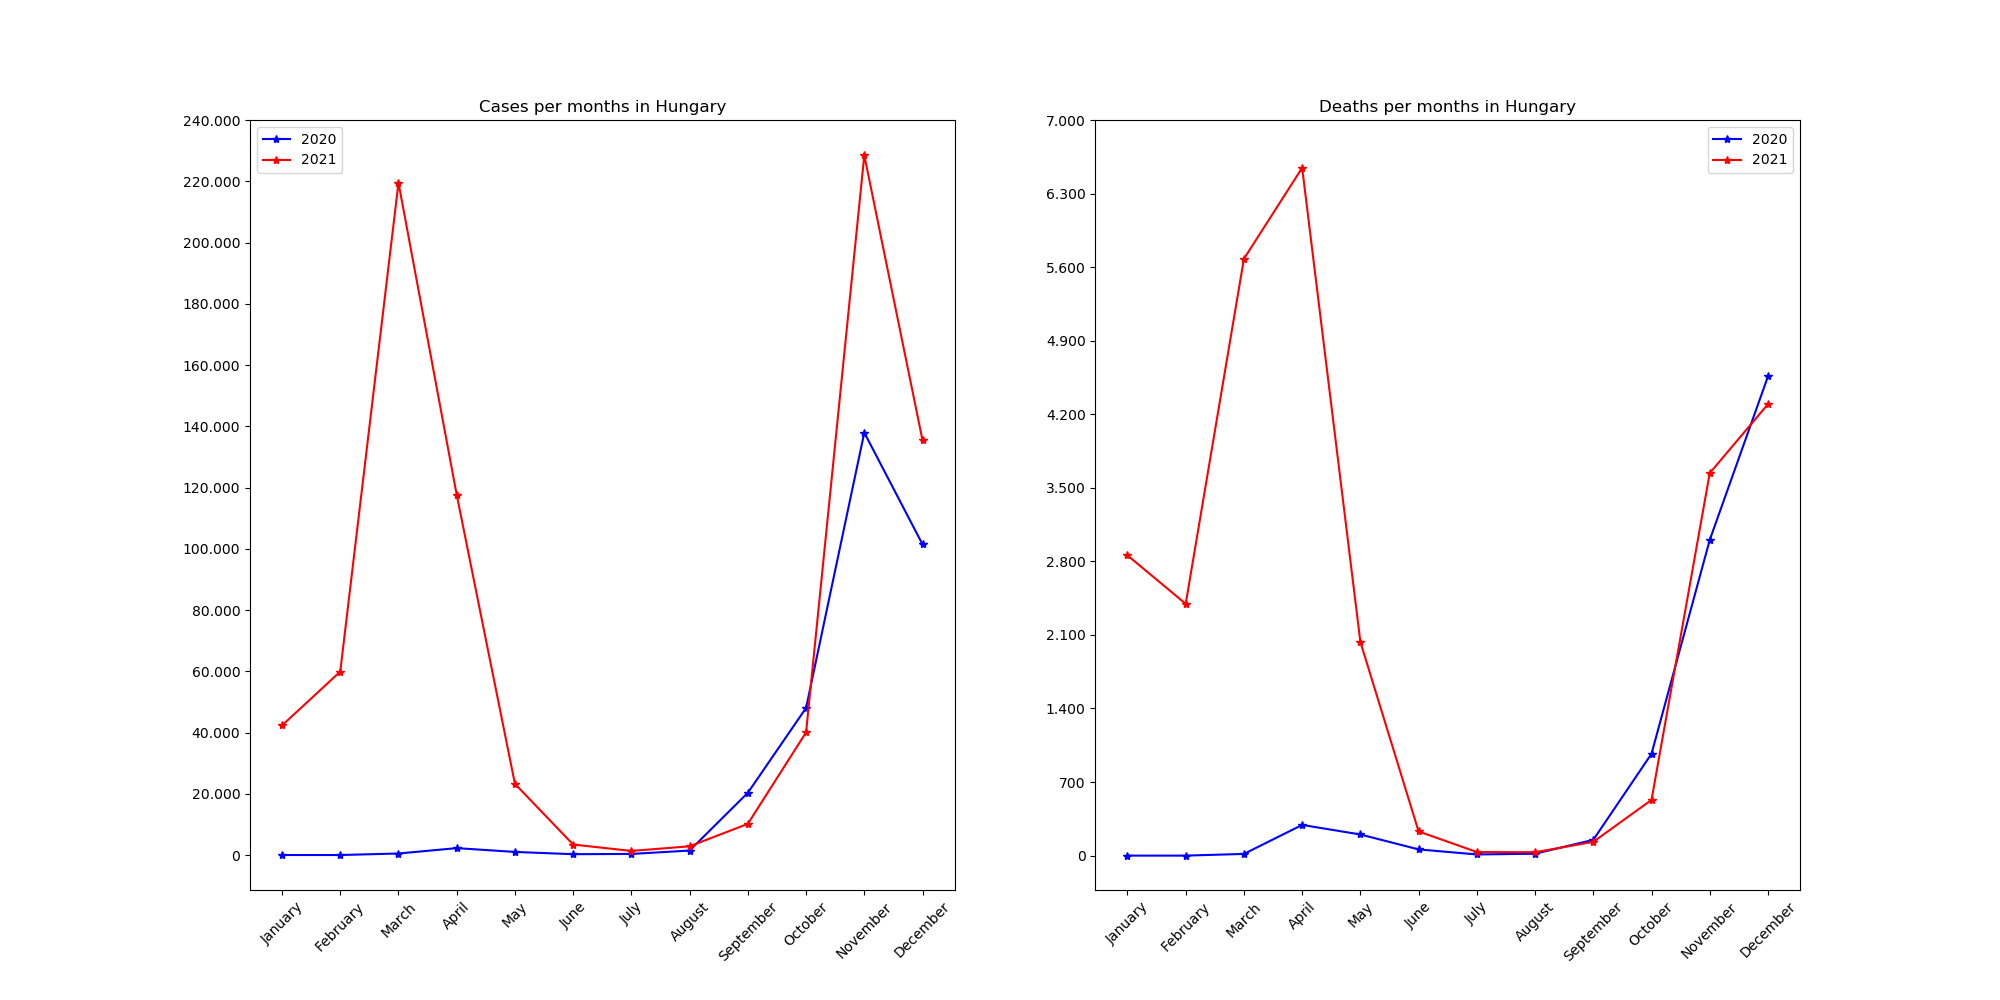 Cases per months in Hungary
240.000
220.000
200.000
180.000
160.000
140.000
120.000
100.000
80.000
60.000
40.000
20.000
0
2020
2021
January
February
March
April
May
June
July
August
September
October
November
December
Deaths per months in Hungary
7.000
6.300
5.600
4.900
4.200
3.500
2.800
2.100
1.400
700
0
2020
2021
January
February
March
April
May
June
July
August
September
October
November
December